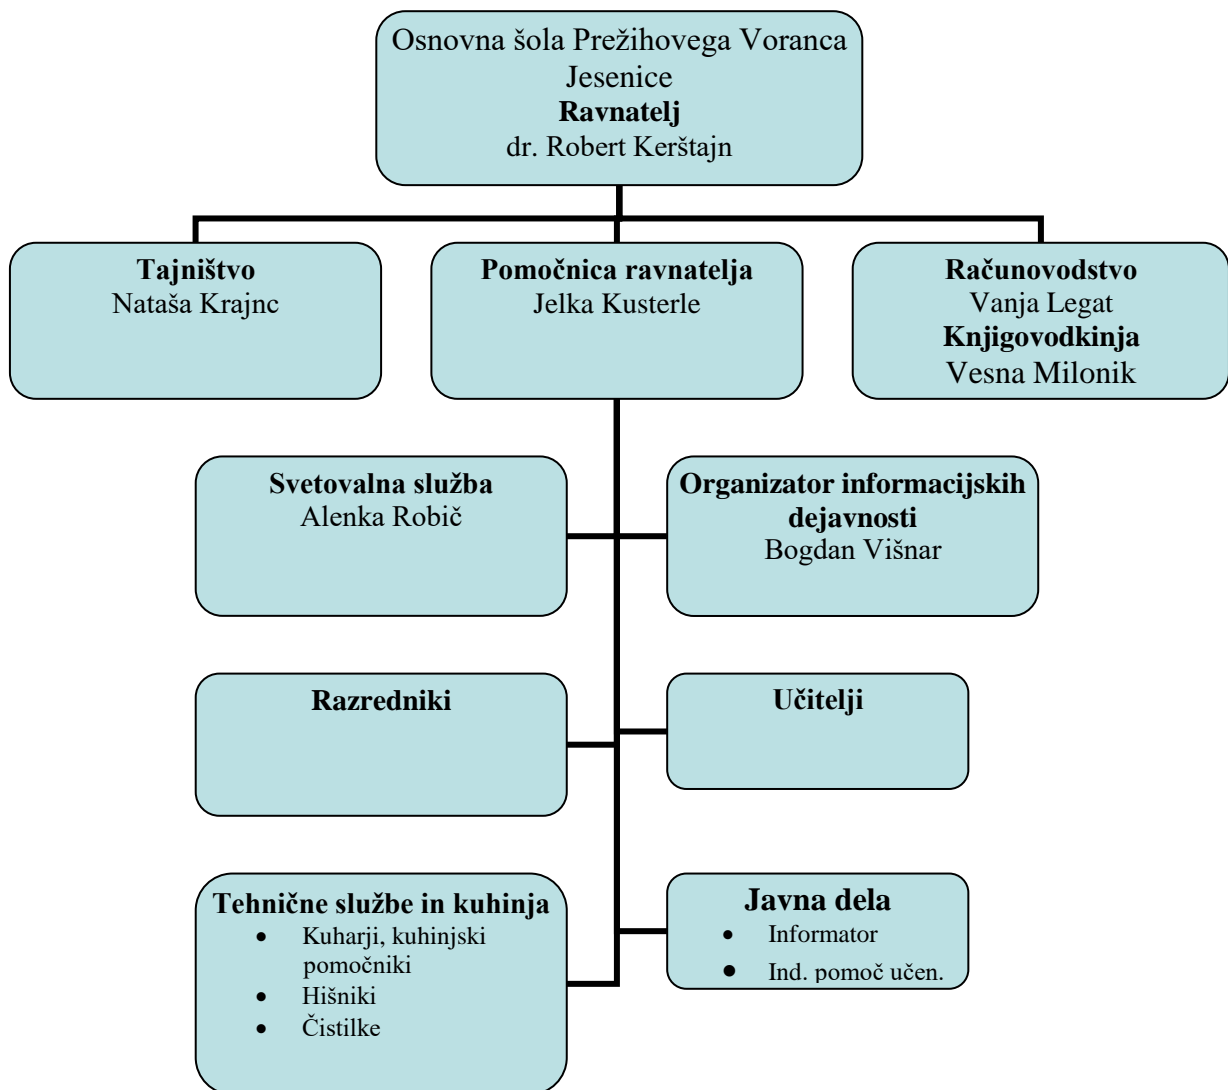 Osnovna šola Prežihovega Voranca
Jesenice
Ravnatelj
dr. Robert Kerštajn
Tajništvo
Nataša Krajnc
Pomočnica ravnatelja
Jelka Kusterle
Računovodstvo
Vanja Legat
Knjigovodkinja
Vesna Milonik
Svetovalna služba
Alenka Robič
Organizator informacijskih
dejavnosti
Bogdan Višnar
Razredniki
Učitelji
Tehnične službe in kuhinja
• Kuharji, kuhinjski
pomočniki
• Hišniki
• Čistilke
Javna dela
• Informator
• Ind. pomoč učen.